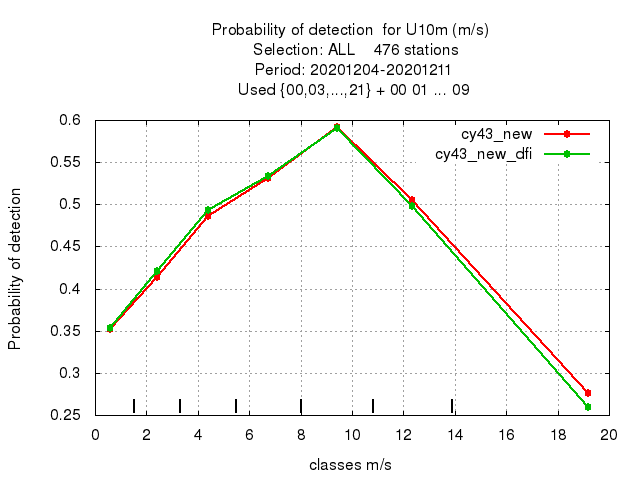 Probability of detection  for U10m (m/s)
Selection: ALL    476 stations
Period: 20201204-20201211
Used {00,03,...,21} + 00 01 ... 09
Probability of detection
0.6
0.55
0.5
0.45
0.4
0.35
0.3
0.25
cy43_new
cy43_new_dfi
0 2 4 6 8 10 12 14 16 18 20
classes m/s